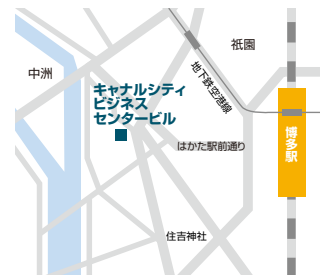 祇園
中洲
地下鉄空港線
キャナルシティ
ビジネス
センタービル
博多駅
はかた駅前通り
住吉神社